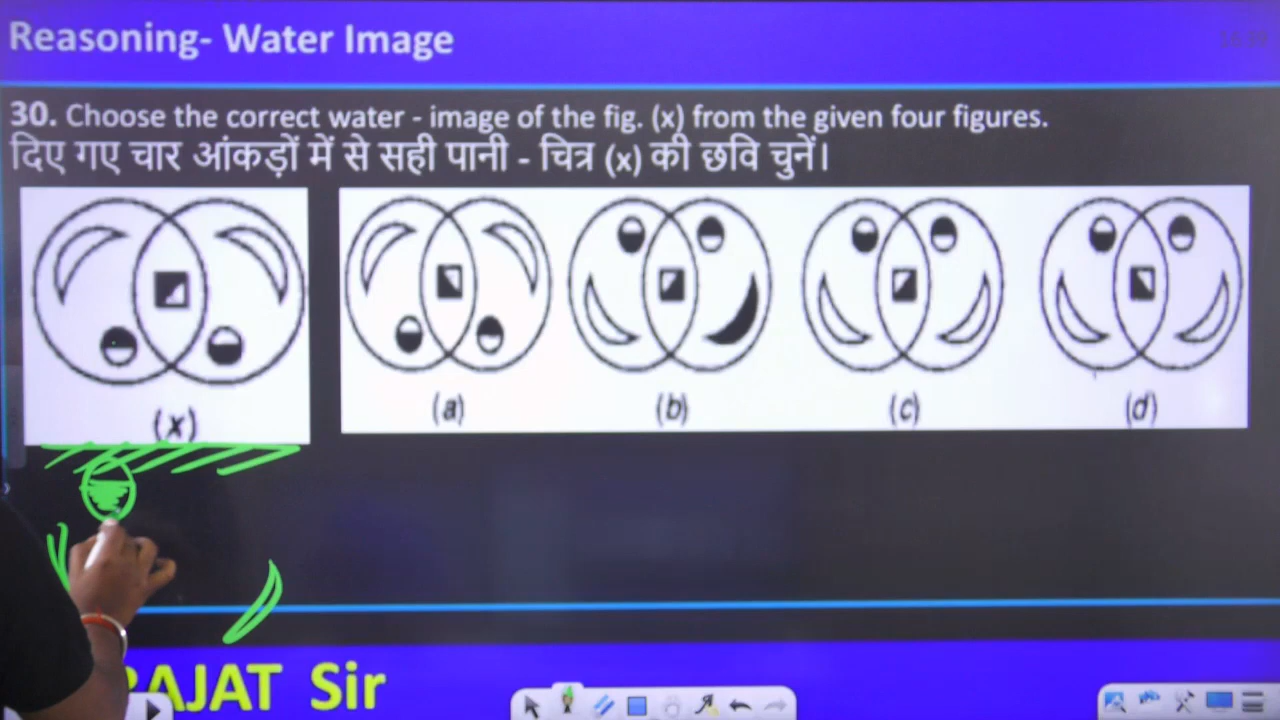 Reasoning- Water Image
30. Choose the correct water - image of the fig. (x) from the given four figures.
दिए गए चार आंकड़ों में से सही पानी - चित्र (x) की छवि चुनें।
(x)
(a)
(b)
(c)
(d)
RAJAT Sir